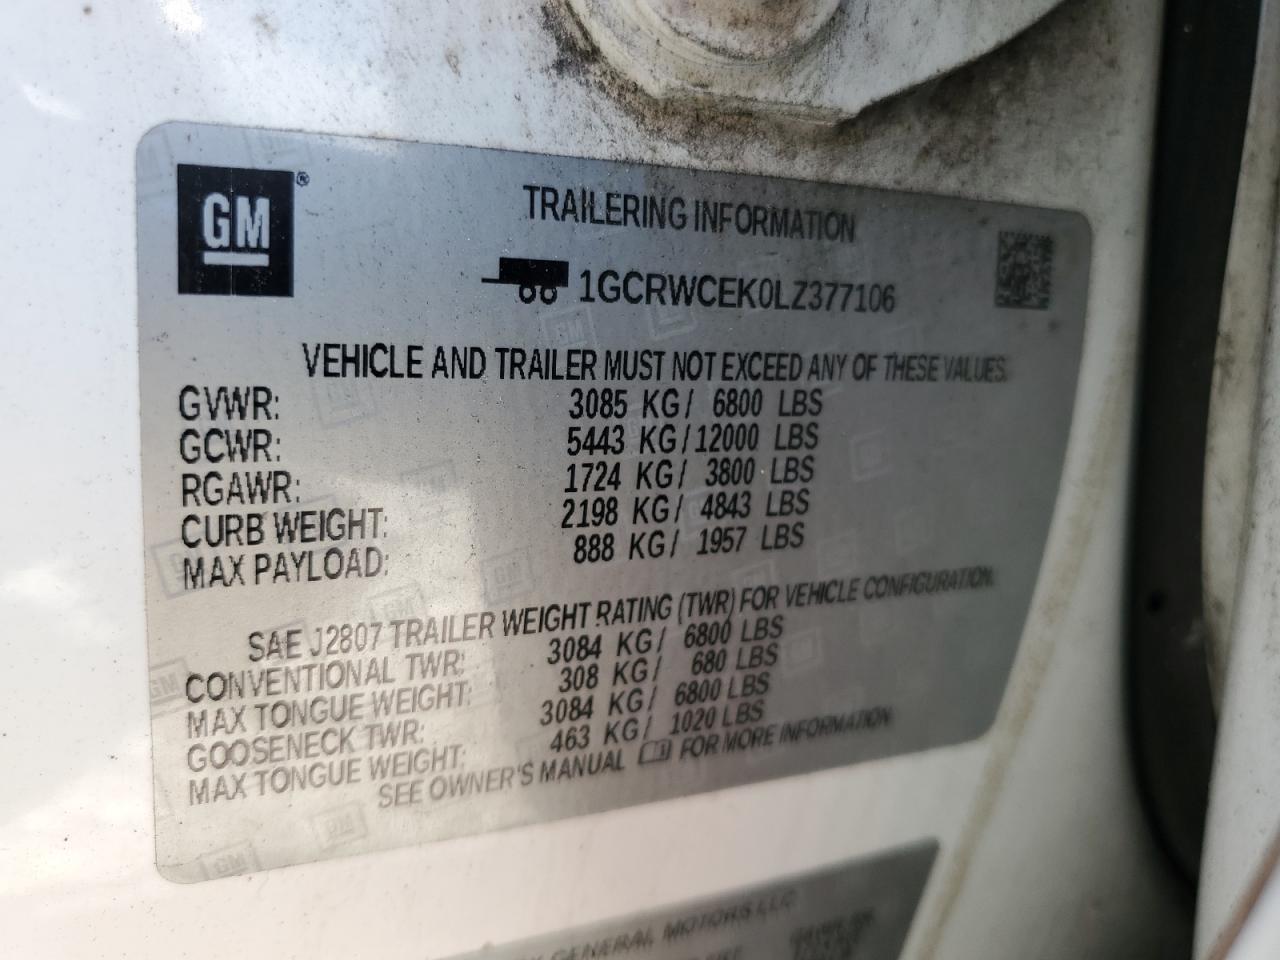 GM ®
TRAILERING INFORMATION
1GCRWCEK0LZ377106
VEHICLE AND TRAILER MUST NOT EXCEED ANY OF THESE VALUES.
GVWR: 3085 KG/ 6800 LBS
GCWR: 5443 KG/12000 LBS
RGAWR: 1724 KG/ 3800 LBS
CURB WEIGHT: 2198 KG/ 4843 LBS
MAX PAYLOAD: 888 KG/ 1957 LBS
SAE J2807 TRAILER WEIGHT RATING (TWR) FOR VEHICLE CONFIGURATION.
CONVENTIONAL TWR: 3084 KG/ 6800 LBS
MAX TONGUE WEIGHT: 308 KG/ 680 LBS
GOOSENECK TWR: 3084 KG/ 6800 LBS
MAX TONGUE WEIGHT: 463 KG/ 1020 LBS
SEE OWNER'S MANUAL FOR MORE INFORMATION
GENERAL MOTORS LLC